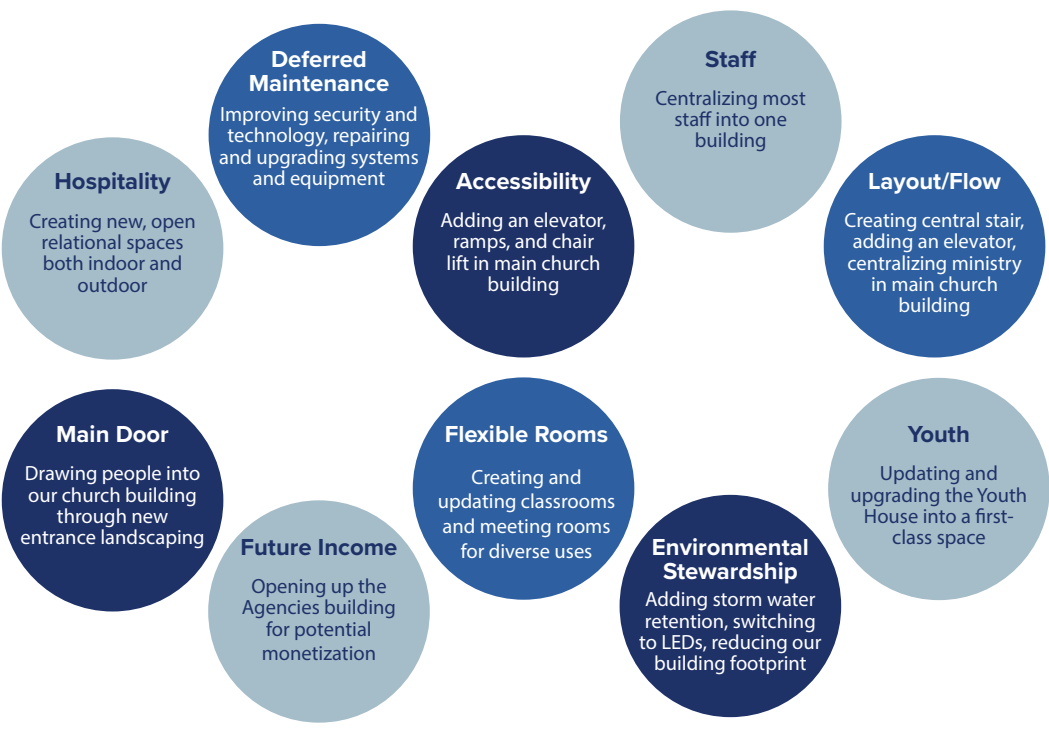 Deferred
Maintenance
Improving security and
technology, repairing
and upgrading systems
and equipment
Staff
Centralizing most
staff into one
building
Hospitality
Creating new, open
relational spaces
both indoor and
outdoor
Accessibility
Adding an elevator,
ramps, and chair
lift in main church
building
Layout/Flow
Creating central stair,
adding an elevator,
centralizing ministry
in main church
building
Main Door
Drawing people into
our church building
through new
entrance landscaping
Future Income
Opening up the
Agencies building
for potential
monetization
Flexible Rooms
Creating and
updating classrooms
and meeting rooms
for diverse uses
Environmental
Stewardship
Adding storm water
retention, switching
to LEDs, reducing our
building footprint
Youth
Updating and
upgrading the Youth
House into a first-
class space